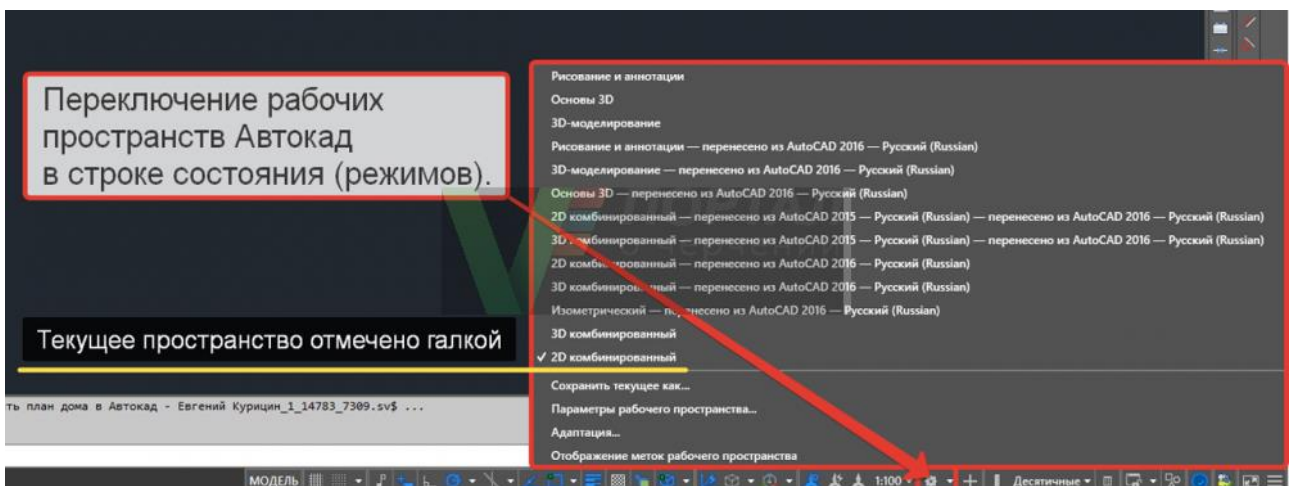 Переключение рабочих
пространств Автокад
в строке состояния (режимов).
Текущее пространство отмечено галкой
Рисование и аннотации
Основы 3D
3D-моделирование
Рисование и аннотации — перенесено из AutoCAD 2016 — Русский (Russian)
3D-моделирование — перенесено из AutoCAD 2016 — Русский (Russian)
Основы 3D — перенесено из AutoCAD 2016 — Русский (Russian)
2D комбинированный — перенесено из AutoCAD 2015 — Русский (Russian) — перенесено из AutoCAD 2016 — Русский (Russian)
3D комбинированный — перенесено из AutoCAD 2015 — Русский (Russian) — перенесено из AutoCAD 2016 — Русский (Russian)
2D комбинированный — перенесено из AutoCAD 2016 — Русский (Russian)
3D комбинированный — перенесено из AutoCAD 2016 — Русский (Russian)
Изометрический — перенесено из AutoCAD 2016 — Русский (Russian)
3D комбинированный
✓ 2D комбинированный
Сохранить текущее как...
Параметры рабочего пространства...
Адаптация...
Отображение меток рабочего пространства
ть план дома в Автокад - Евгений Курицин_1_14783_7309.sv$ ...
МОДЕЛЬ 1:100 Десятичные